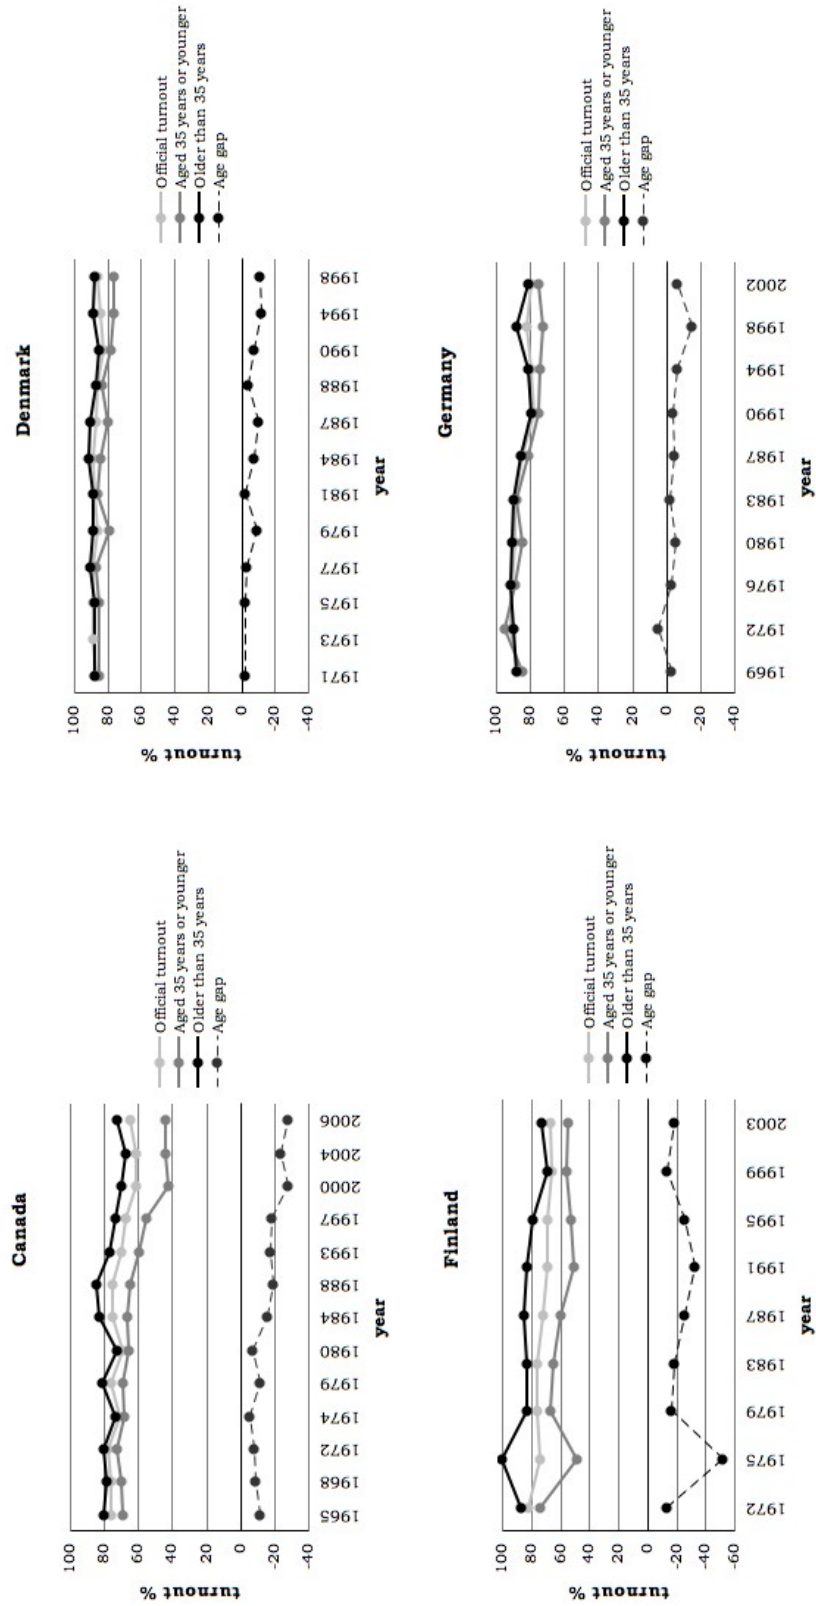 Canada
turnout %
100
80
60
40
20
0
-20
-40
1965 1968 1972 1974 1979 1980 1984 1988 1993 1997 2000 2004 2006
year
Official turnout
Aged 35 years or younger
Older than 35 years
Age gap
Denmark
turnout %
100
80
60
40
20
0
-20
-40
1971 1973 1975 1977 1979 1981 1984 1987 1988 1990 1994 1998
year
Official turnout
Aged 35 years or younger
Older than 35 years
Age gap
Finland
turnout %
100
80
60
40
20
0
-20
-40
-60
1972 1975 1979 1983 1987 1991 1995 1999 2003
year
Official turnout
Aged 35 years or younger
Older than 35 years
Age gap
Germany
turnout %
100
80
60
40
20
0
-20
-40
1969 1972 1976 1980 1983 1987 1990 1994 1998 2002
year
Official turnout
Aged 35 years or younger
Older than 35 years
Age gap